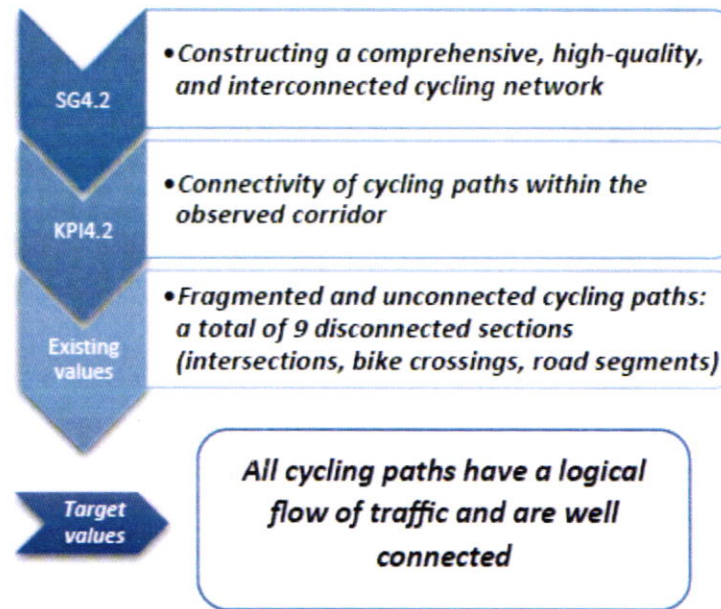 SG4.2
•Constructing a comprehensive, high-quality,
and interconnected cycling network
KPI4.2
•Connectivity of cycling paths within the
observed corridor
Existing
values
•Fragmented and unconnected cycling paths:
a total of 9 disconnected sections
(intersections, bike crossings, road segments)
Target
values
All cycling paths have a logical
flow of traffic and are well
connected